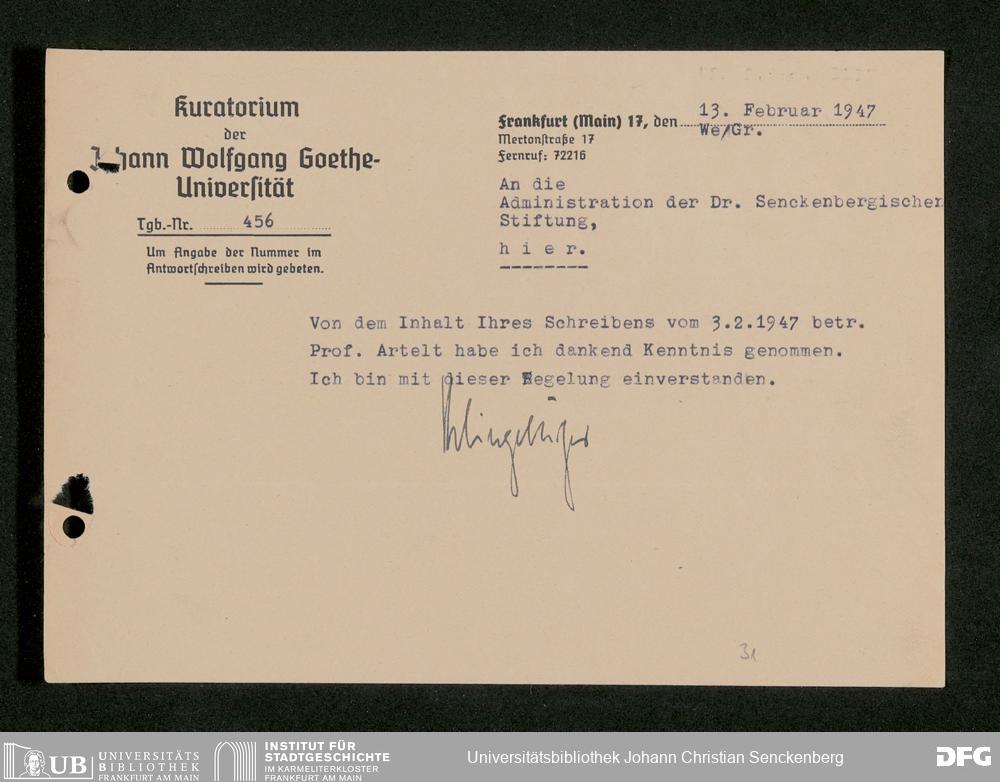 Kuratorium
der
Johann Wolfgang Goethe-
Universität
Tgb.-Nr. 456
Um Angabe der Nummer im
Antwortschreiben wird gebeten.
Frankfurt (Main) 17, den 13. Februar 1947
Mertonstraße 17
We/Gr.
Fernruf: 72216
An die
Administration der Dr. Senckenbergischen
Stiftung,
h i e r.
Von dem Inhalt Ihres Schreibens vom 3.2.1947 betr.
Prof. Artelt habe ich dankend Kenntnis genommen.
Ich bin mit dieser Regelung einverstanden.
31
UB UNIVERSITÄTS
BIBLIOTHEK
FRANKFURT AM MAIN
INSTITUT FÜR
STADTGESCHICHTE
IM KARMELITERKLOSTER
FRANKFURT AM MAIN
Universitätsbibliothek Johann Christian Senckenberg
DFG